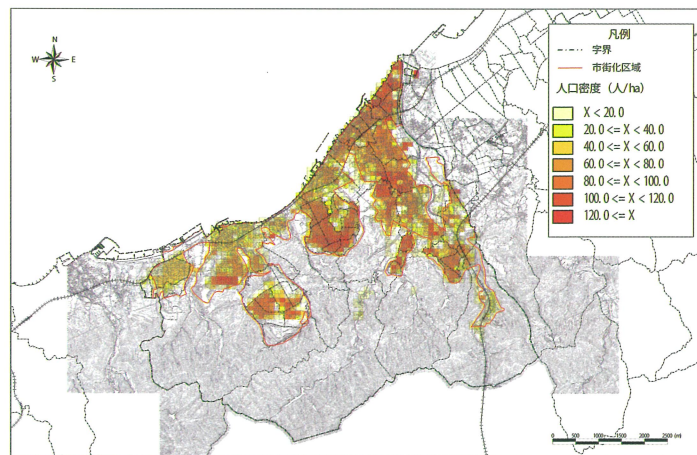 N
W E
S
凡例
字界
市街化区域
人口密度（人/ha）
X < 20.0
20.0 <= X < 40.0
40.0 <= X < 60.0
60.0 <= X < 80.0
80.0 <= X < 100.0
100.0 <= X < 120.0
120.0 <= X
0 500 1000 1500 2000 2500 (m)